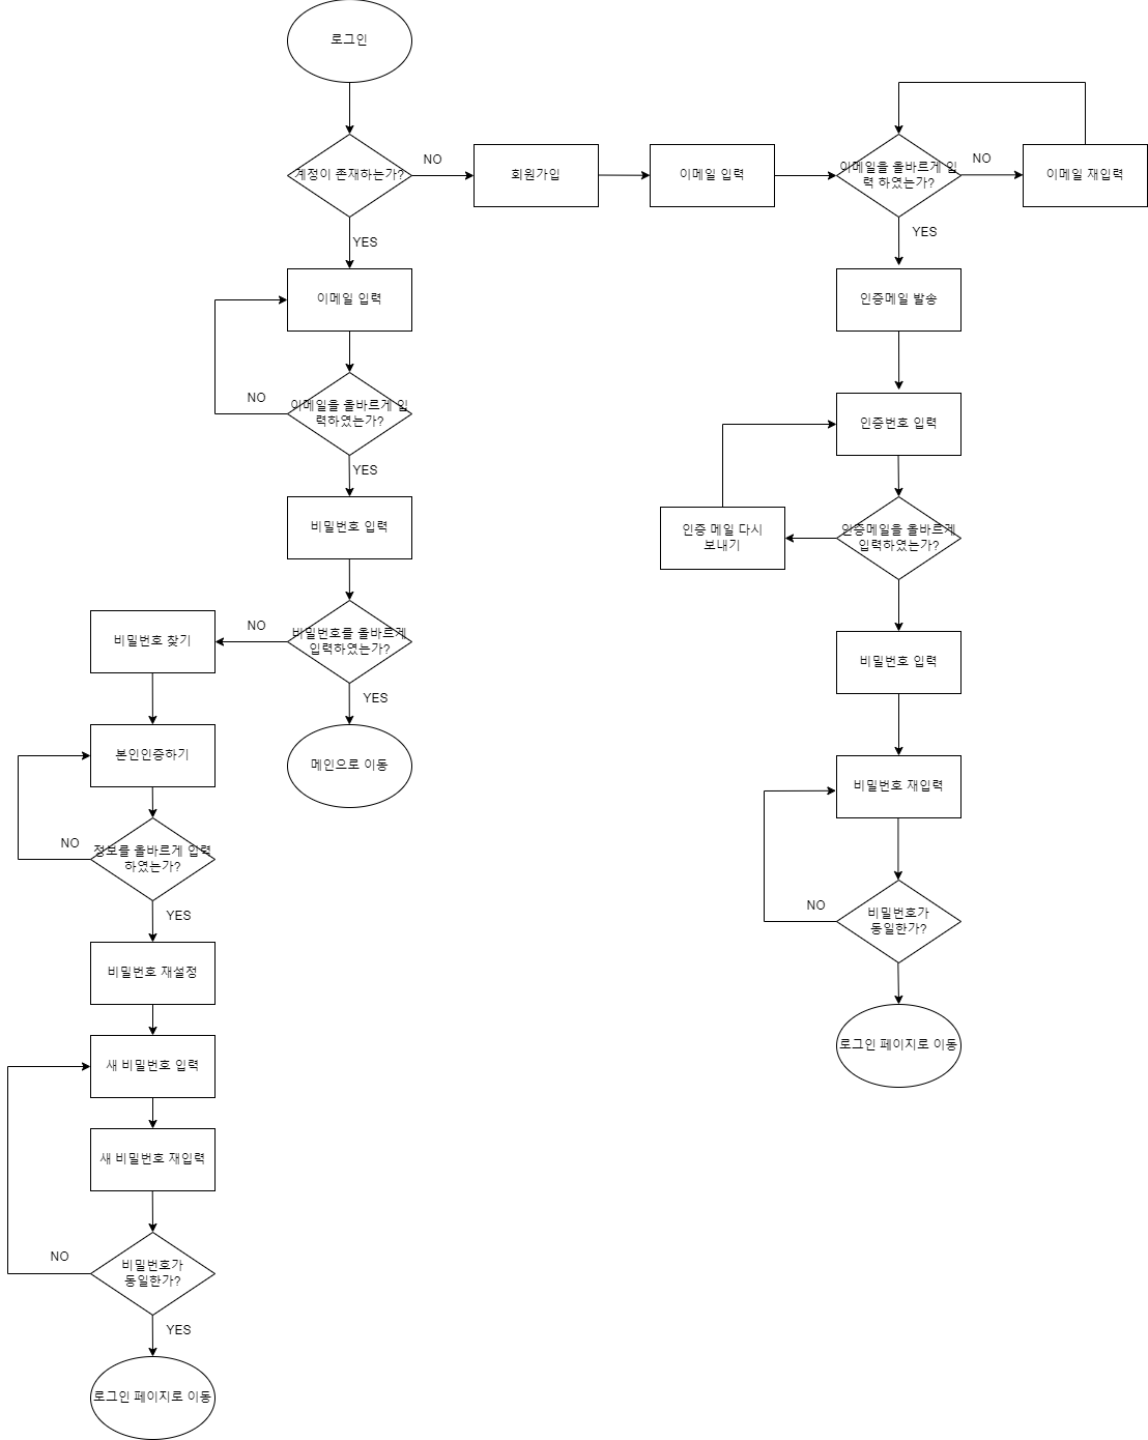 로그인
계정이 존재하는가?
NO
회원가입
이메일 입력
이메일을 올바르게 입
력 하였는가?
NO
이메일 재입력
YES
YES
이메일 입력
인증메일 발송
NO
이메일을 올바르게 입
력하였는가?
인증번호 입력
YES
비밀번호 입력
인증 메일 다시
보내기
인증메일을 올바르게
입력하였는가?
비밀번호 찾기
NO
비밀번호를 올바르게
입력하였는가?
비밀번호 입력
YES
본인인증하기
메인으로 이동
비밀번호 재입력
NO
정보를 올바르게 입력
하였는가?
NO
비밀번호가
동일한가?
YES
비밀번호 재설정
로그인 페이지로 이동
새 비밀번호 입력
새 비밀번호 재입력
NO
비밀번호가
동일한가?
YES
로그인 페이지로 이동